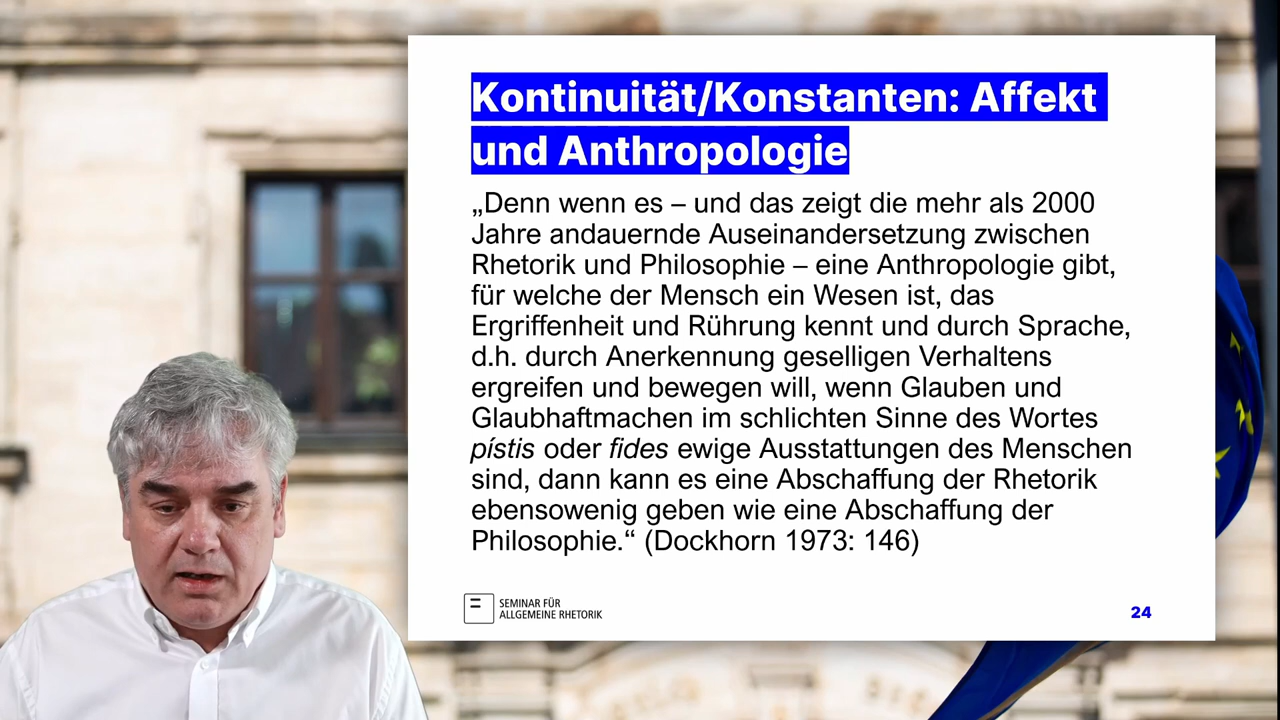 Kontinuität/Konstanten: Affekt
und Anthropologie
„Denn wenn es – und das zeigt die mehr als 2000
Jahre andauernde Auseinandersetzung zwischen
Rhetorik und Philosophie – eine Anthropologie gibt,
für welche der Mensch ein Wesen ist, das
Ergriffenheit und Rührung kennt und durch Sprache,
d.h. durch Anerkennung geselligen Verhaltens
ergreifen und bewegen will, wenn Glauben und
Glaubhaftmachen im schlichten Sinne des Wortes
pístis oder fides ewige Ausstattungen des Menschen
sind, dann kann es eine Abschaffung der Rhetorik
ebensowenig geben wie eine Abschaffung der
Philosophie.“ (Dockhorn 1973: 146)
SEMINAR FÜR
ALLGEMEINE RHETORIK
24